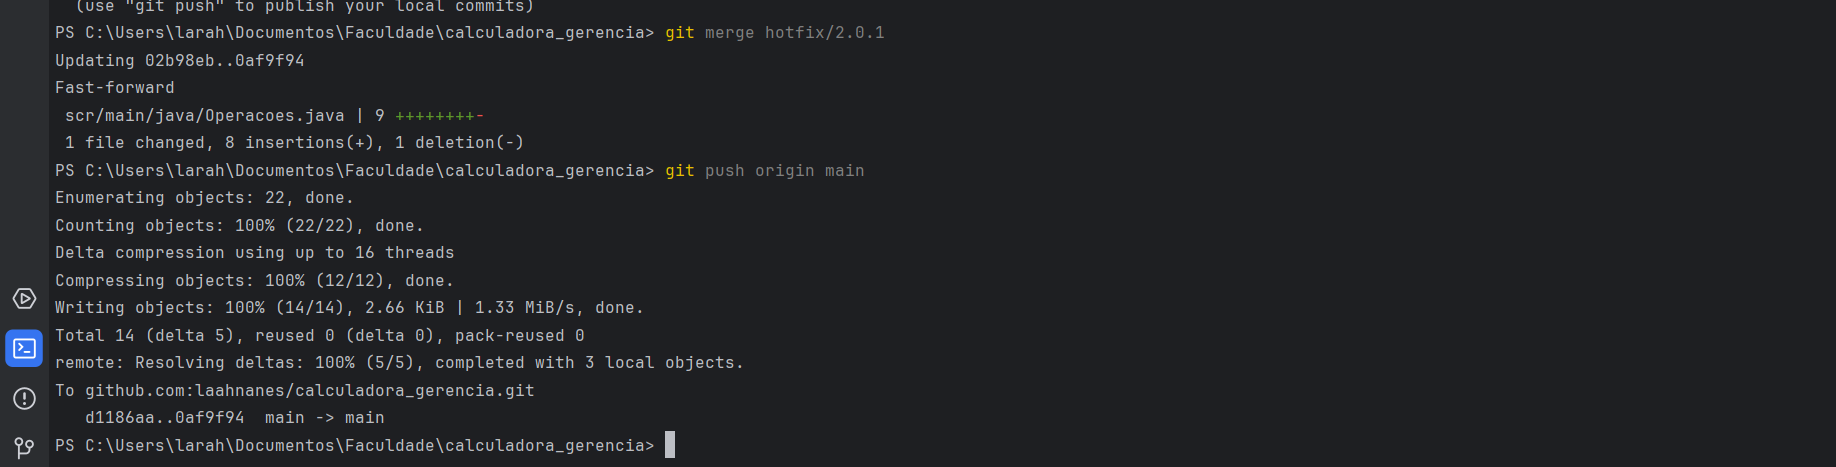 (use "git push" to publish your local commits)
PS C:\Users\larah\Documentos\Faculdade\calculadora_gerencia> git merge hotfix/2.0.1
Updating 02b98eb..0af9f94
Fast-forward
scr/main/java/Operacoes.java | 9 ++++++++-
1 file changed, 8 insertions(+), 1 deletion(-)
PS C:\Users\larah\Documentos\Faculdade\calculadora_gerencia> git push origin main
Enumerating objects: 22, done.
Counting objects: 100% (22/22), done.
Delta compression using up to 16 threads
Compressing objects: 100% (12/12), done.
Writing objects: 100% (14/14), 2.66 KiB | 1.33 MiB/s, done.
Total 14 (delta 5), reused 0 (delta 0), pack-reused 0
remote: Resolving deltas: 100% (5/5), completed with 3 local objects.
To github.com:laahnanes/calculadora_gerencia.git
d1186aa..0af9f94  main -> main
PS C:\Users\larah\Documentos\Faculdade\calculadora_gerencia>